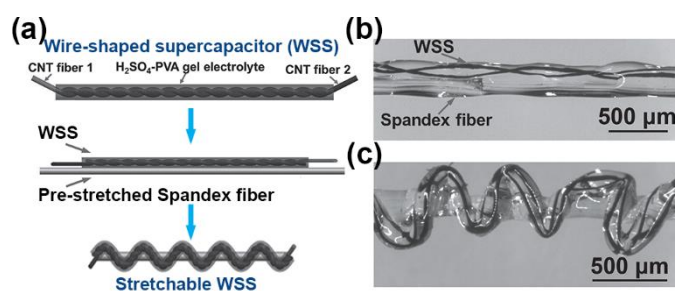 (a)
Wire-shaped supercapacitor (WSS)
CNT fiber 1
H₂SO₄-PVA gel electrolyte
CNT fiber 2
WSS
Pre-stretched Spandex fiber
Stretchable WSS
(b)
WSS
Spandex fiber
500 µm
(c)
500 µm